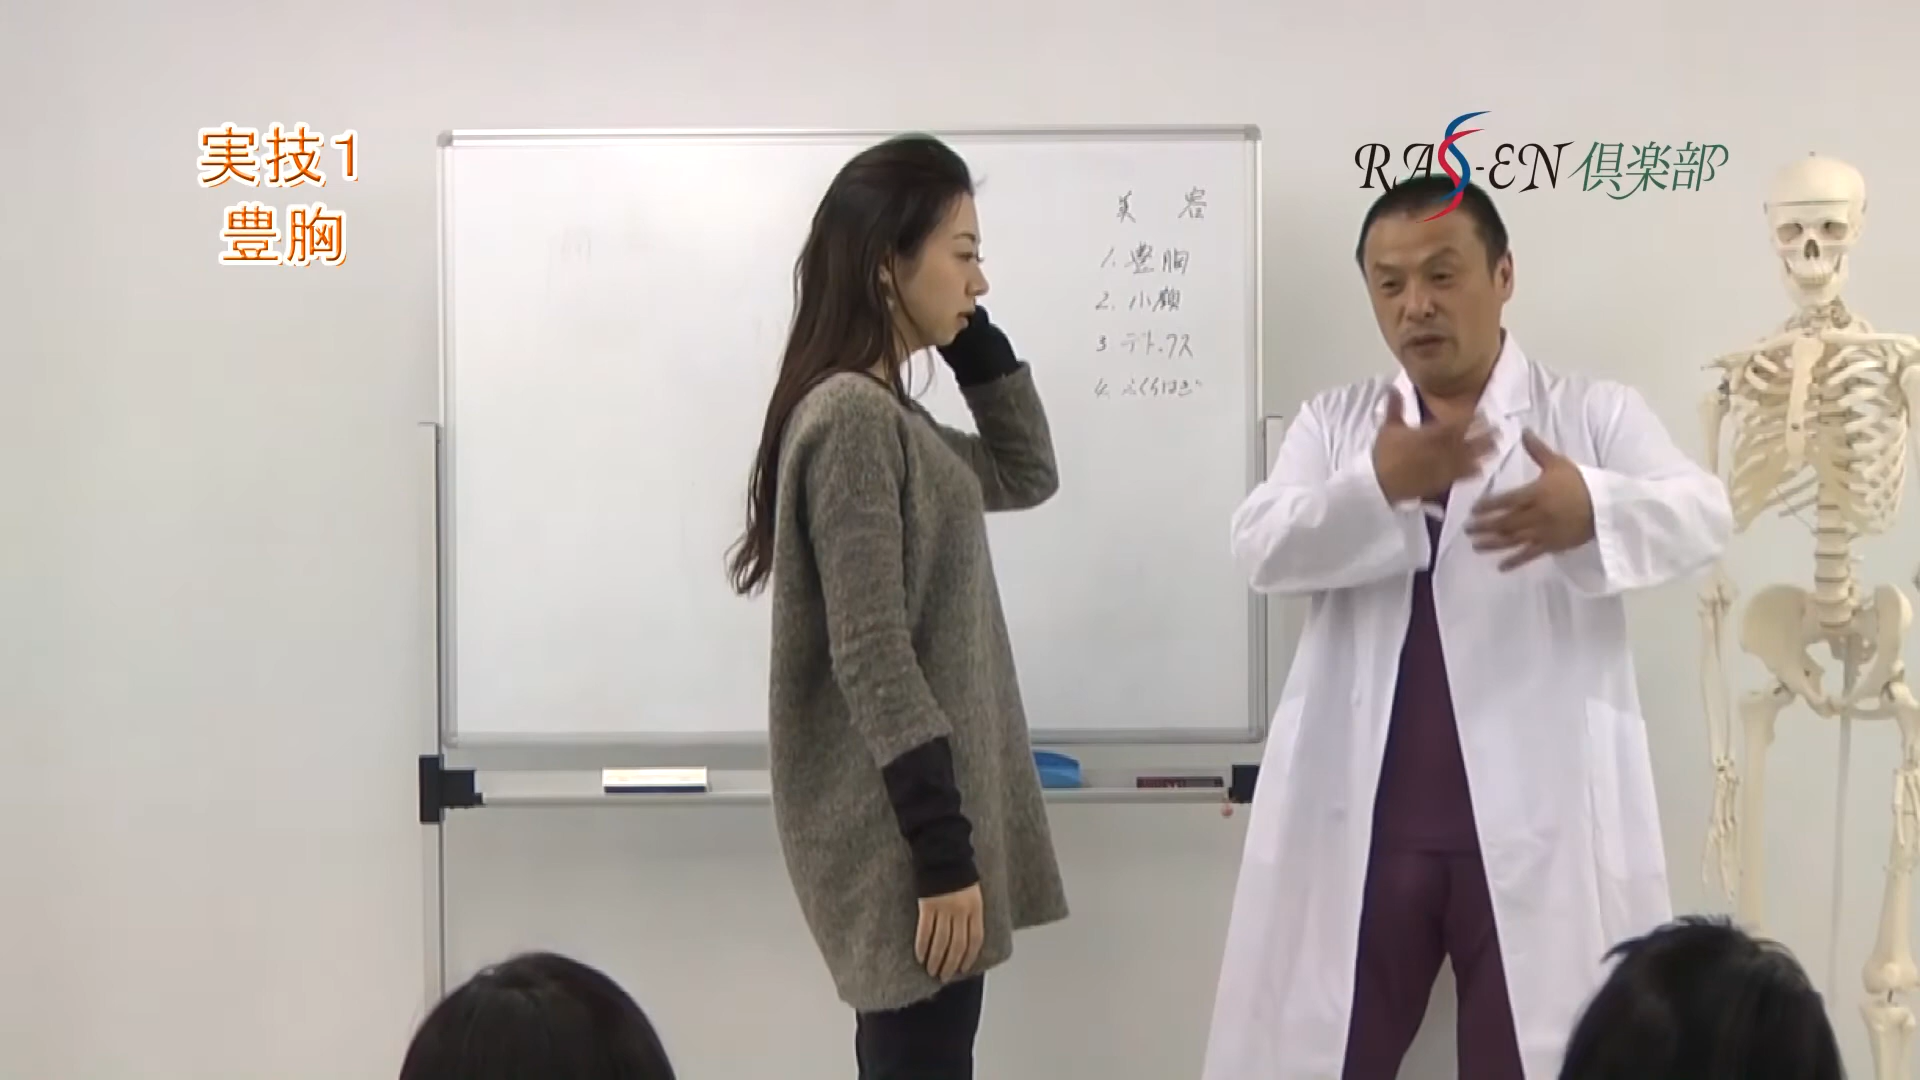 実技1
豊胸
RAS-EN倶楽部
美 容
1. 豊胸
2. 小顔
3 デトックス
4. ふくらはぎ